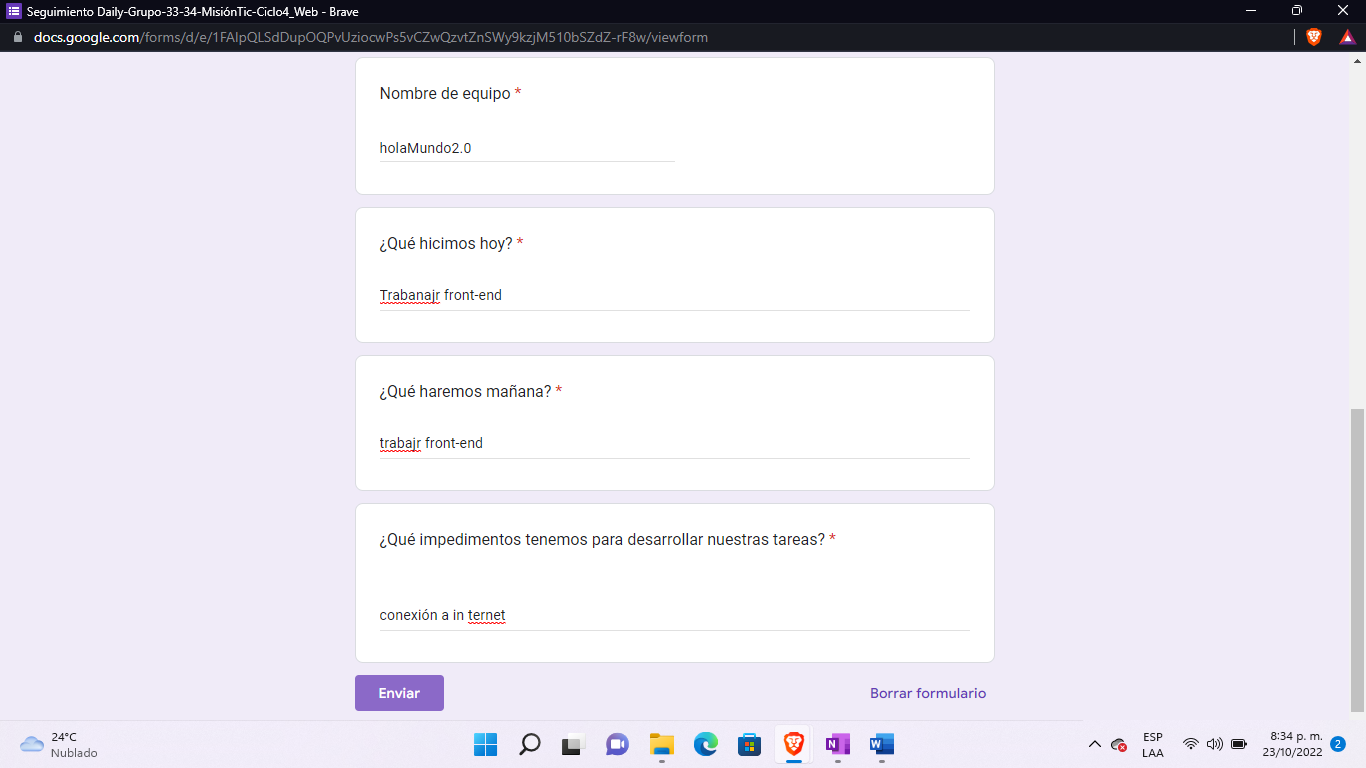 Seguimiento Daily-Grupo-33-34-MisiónTic-Ciclo4_Web - Brave
docs.google.com/forms/d/e/1FAIpQLSdDupOQPvUziocwPs5vCZwQzvtZnSWy9kzjM510bSZdZ-rF8w/viewform
Nombre de equipo *
holaMundo2.0
¿Qué hicimos hoy? *
Trabanajr front-end
¿Qué haremos mañana? *
trabajr front-end
¿Qué impedimentos tenemos para desarrollar nuestras tareas? *
conexión a in ternet
Enviar
Borrar formulario
24°C
Nublado
ESP
LAA
8:34 p. m.
23/10/2022
2